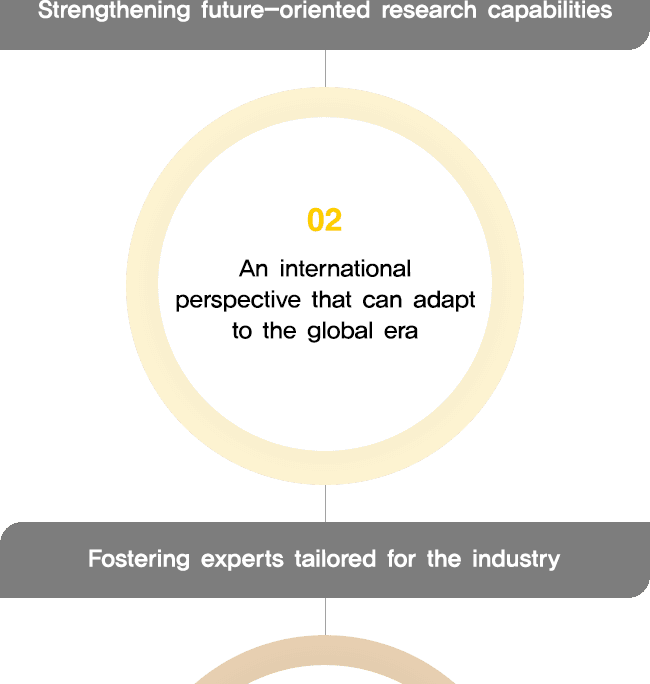 Strengthening future-oriented research capabilities
02
An international
perspective that can adapt
to the global era
Fostering experts tailored for the industry